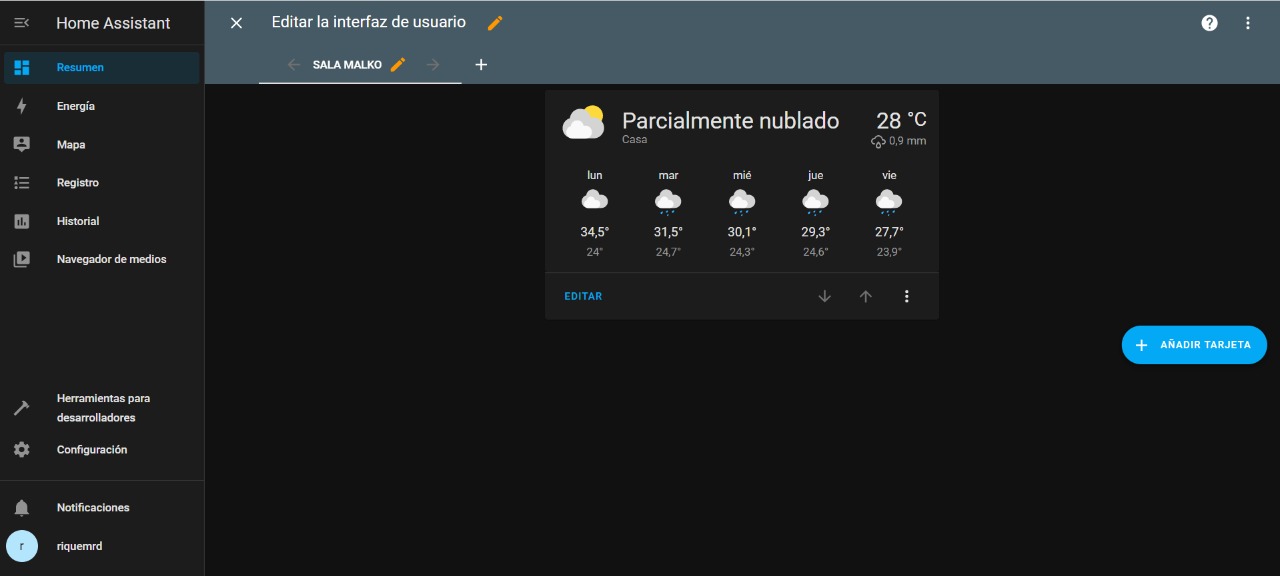 Home Assistant
Resumen
Energía
Mapa
Registro
Historial
Navegador de medios
Herramientas para
desarrolladores
Configuración
Notificaciones
r riquemrd
Editar la interfaz de usuario
SALA MALKO
Parcialmente nublado 28 °C
Casa 0,9 mm
lun mar mié jue vie
34,5° 31,5° 30,1° 29,3° 27,7°
24° 24,7° 24,3° 24,6° 23,9°
EDITAR
AÑADIR TARJETA